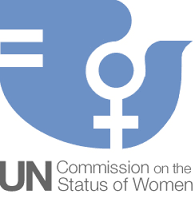 UN Commission on the
Status of Women